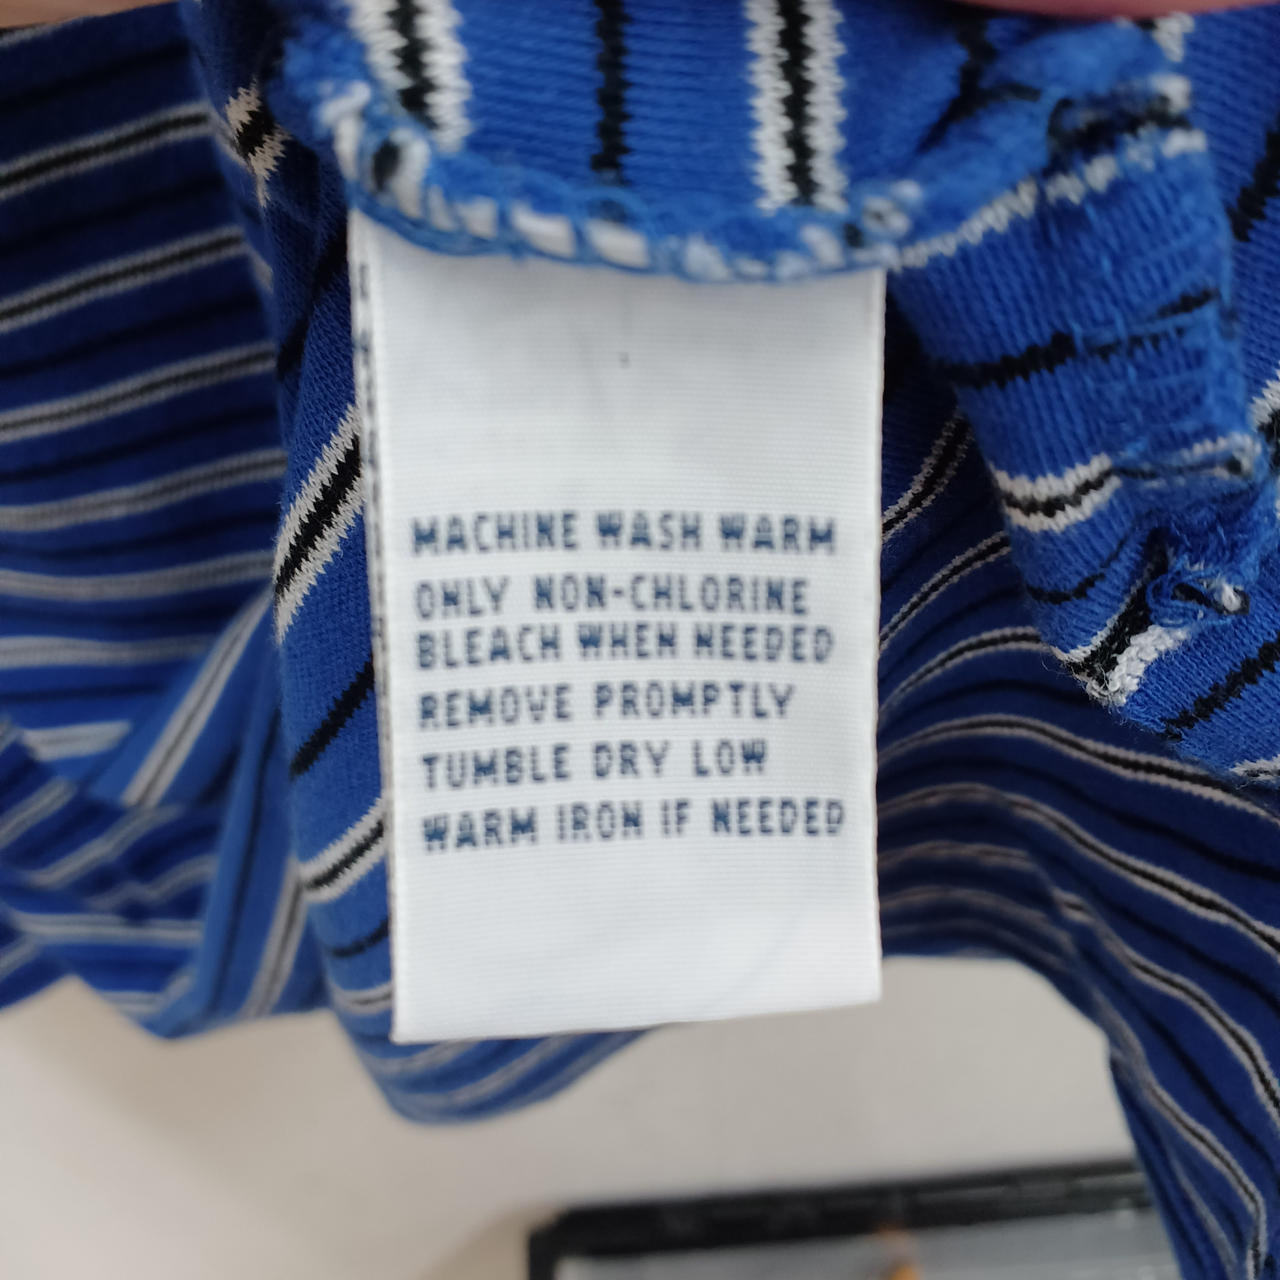 MACHINE WASH WARM
ONLY NON-CHLORINE
BLEACH WHEN NEEDED
REMOVE PROMPTLY
TUMBLE DRY LOW
WARM IRON IF NEEDED